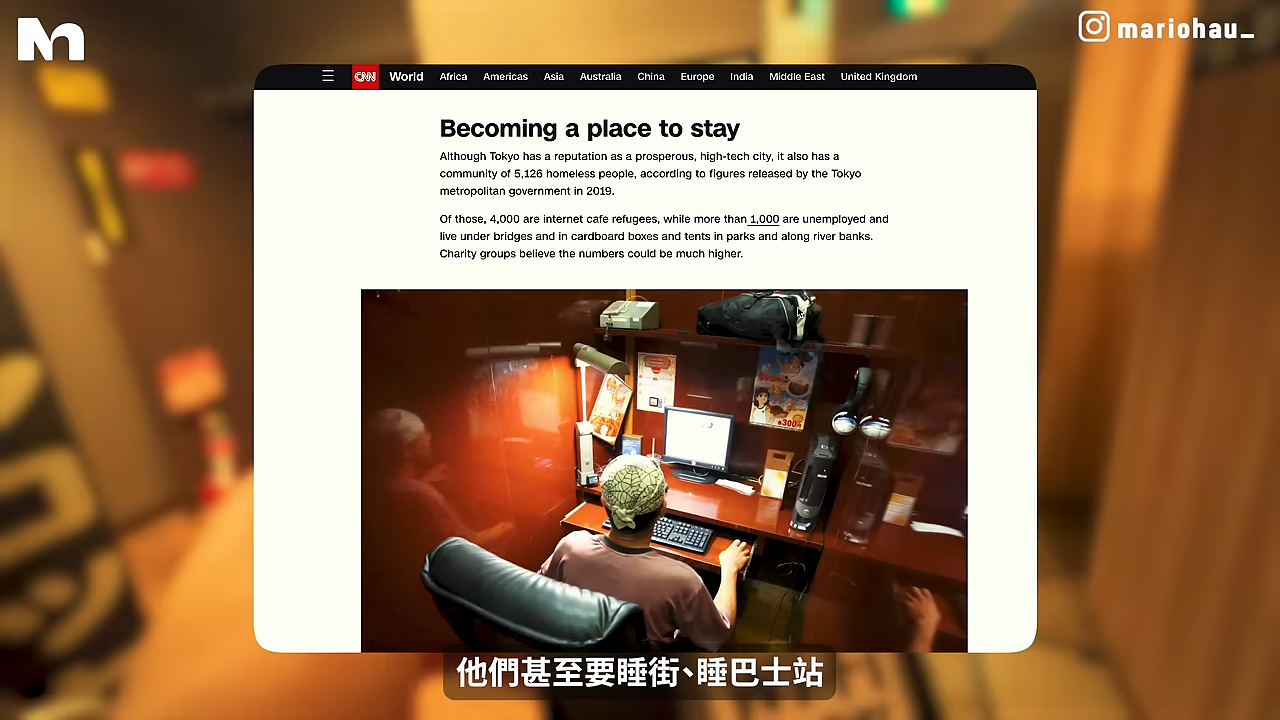 mariohau_
CNN World Africa Americas Asia Australia China Europe India Middle East United Kingdom
Becoming a place to stay
Although Tokyo has a reputation as a prosperous, high-tech city, it also has a
community of 5,126 homeless people, according to figures released by the Tokyo
metropolitan government in 2019.
Of those, 4,000 are internet cafe refugees, while more than 1,000 are unemployed and
live under bridges and in cardboard boxes and tents in parks and along river banks.
Charity groups believe the numbers could be much higher.
他們甚至要睡街、睡巴士站